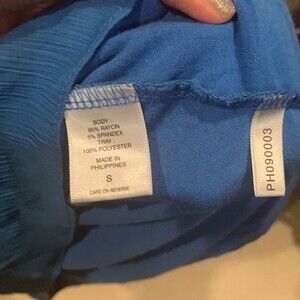 BODY
95% RAYON
5% SPANDEX
TRIM
100% POLYESTER
MADE IN
PHILIPPINES
S
CARE ON REVERSE
PH090003